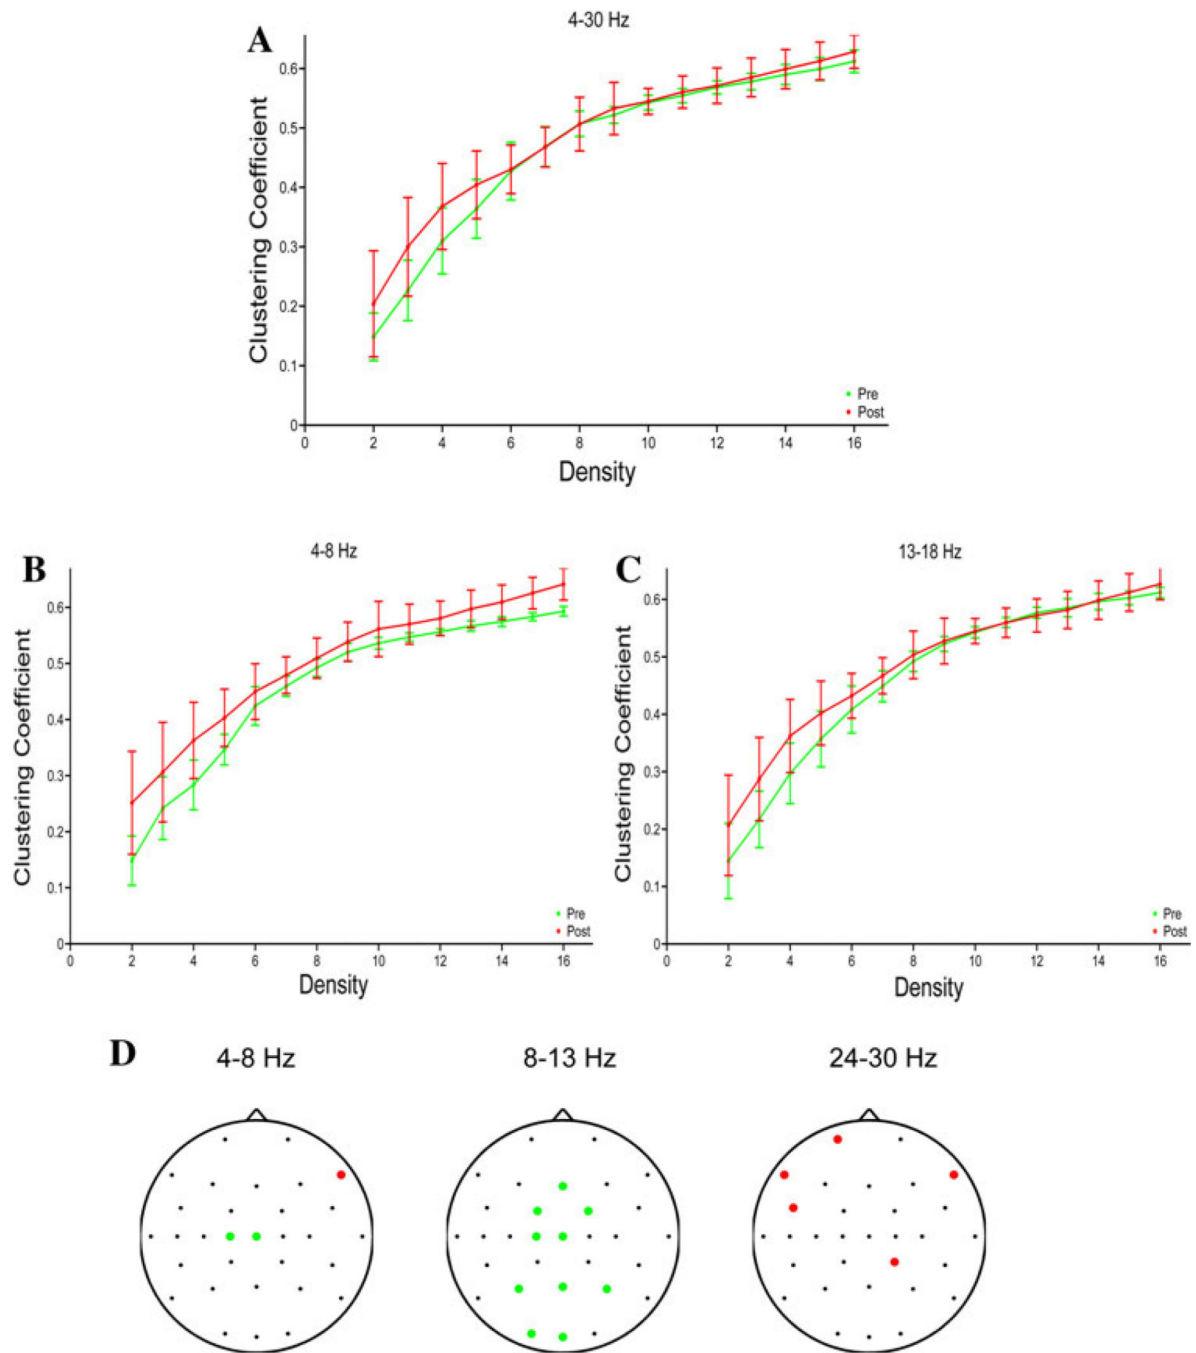 A
4-30 Hz
Clustering Coefficient
0.6
0.5
0.4
0.3
0.2
0.1
0
Pre
Post
0 2 4 6 8 10 12 14 16
Density
B
4-8 Hz
Clustering Coefficient
0.6
0.5
0.4
0.3
0.2
0.1
0
Pre
Post
0 2 4 6 8 10 12 14 16
Density
C
13-18 Hz
Clustering Coefficient
0.6
0.5
0.4
0.3
0.2
0.1
0
Pre
Post
0 2 4 6 8 10 12 14 16
Density
D
4-8 Hz
8-13 Hz
24-30 Hz